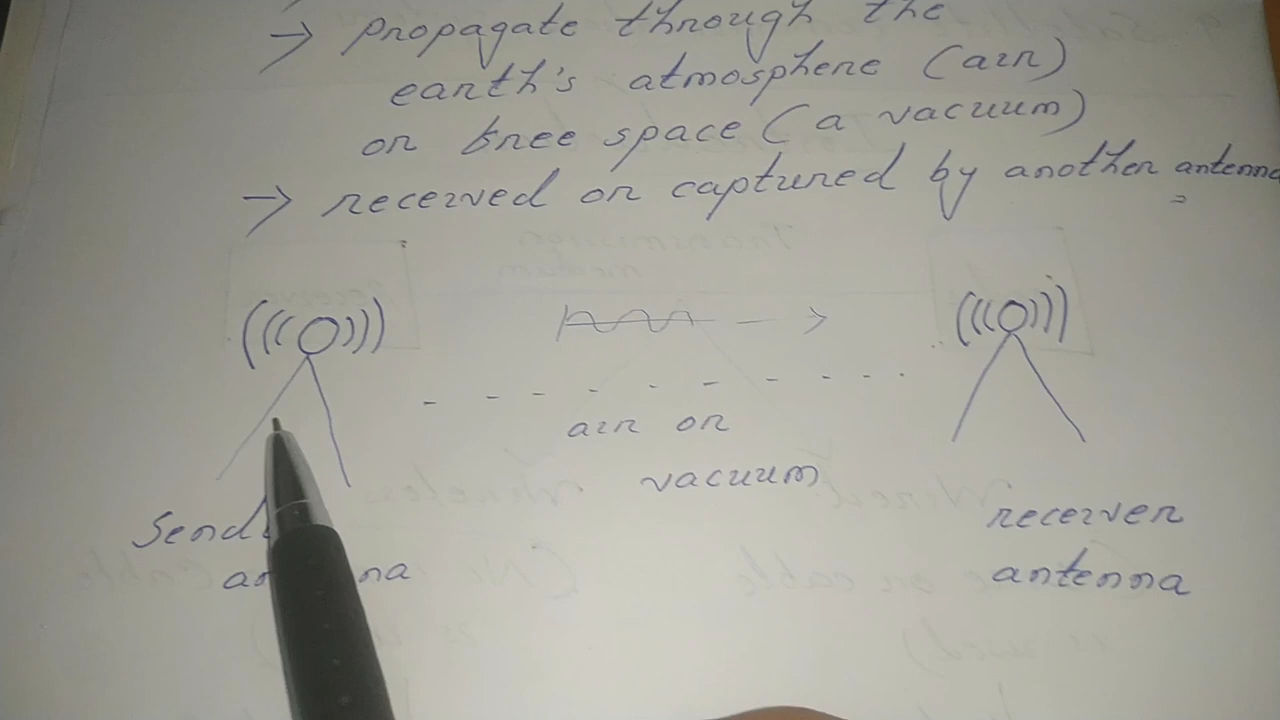 → propagate through the
earth's atmosphere (air)
or free space (a vacuum)
→ received or captured by another antenna
air or
vacuum
Send
antenna
receiver
antenna